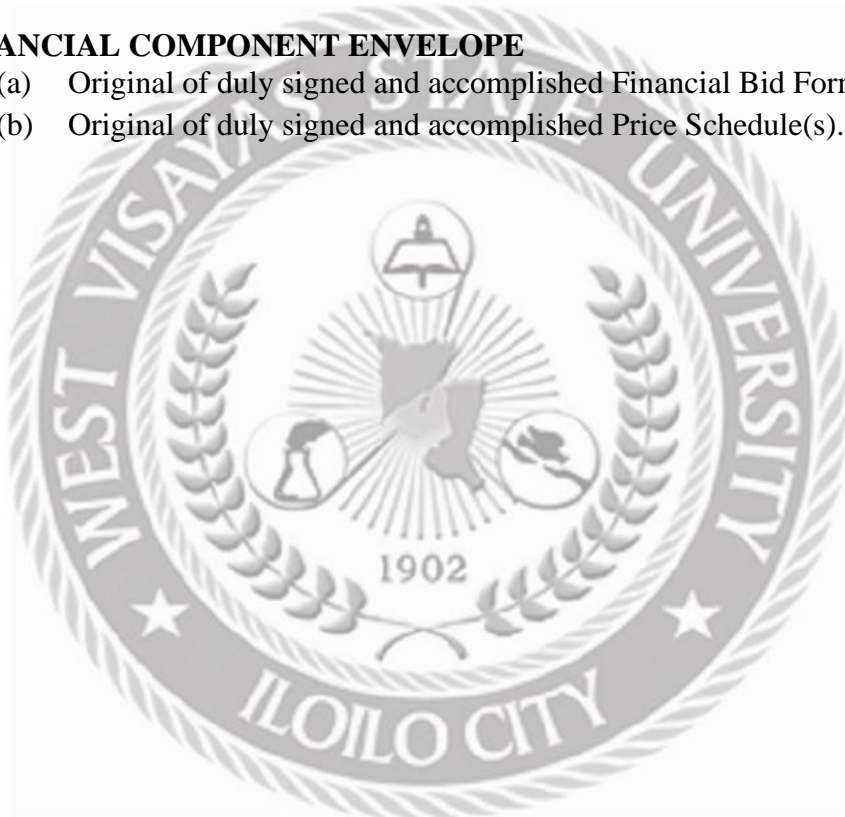 ANCIAL COMPONENT ENVELOPE
(a) Original of duly signed and accomplished Financial Bid For
(b) Original of duly signed and accomplished Price Schedule(s).
WEST VISAYAS STATE UNIVERSITY
1902
ILOILO CITY